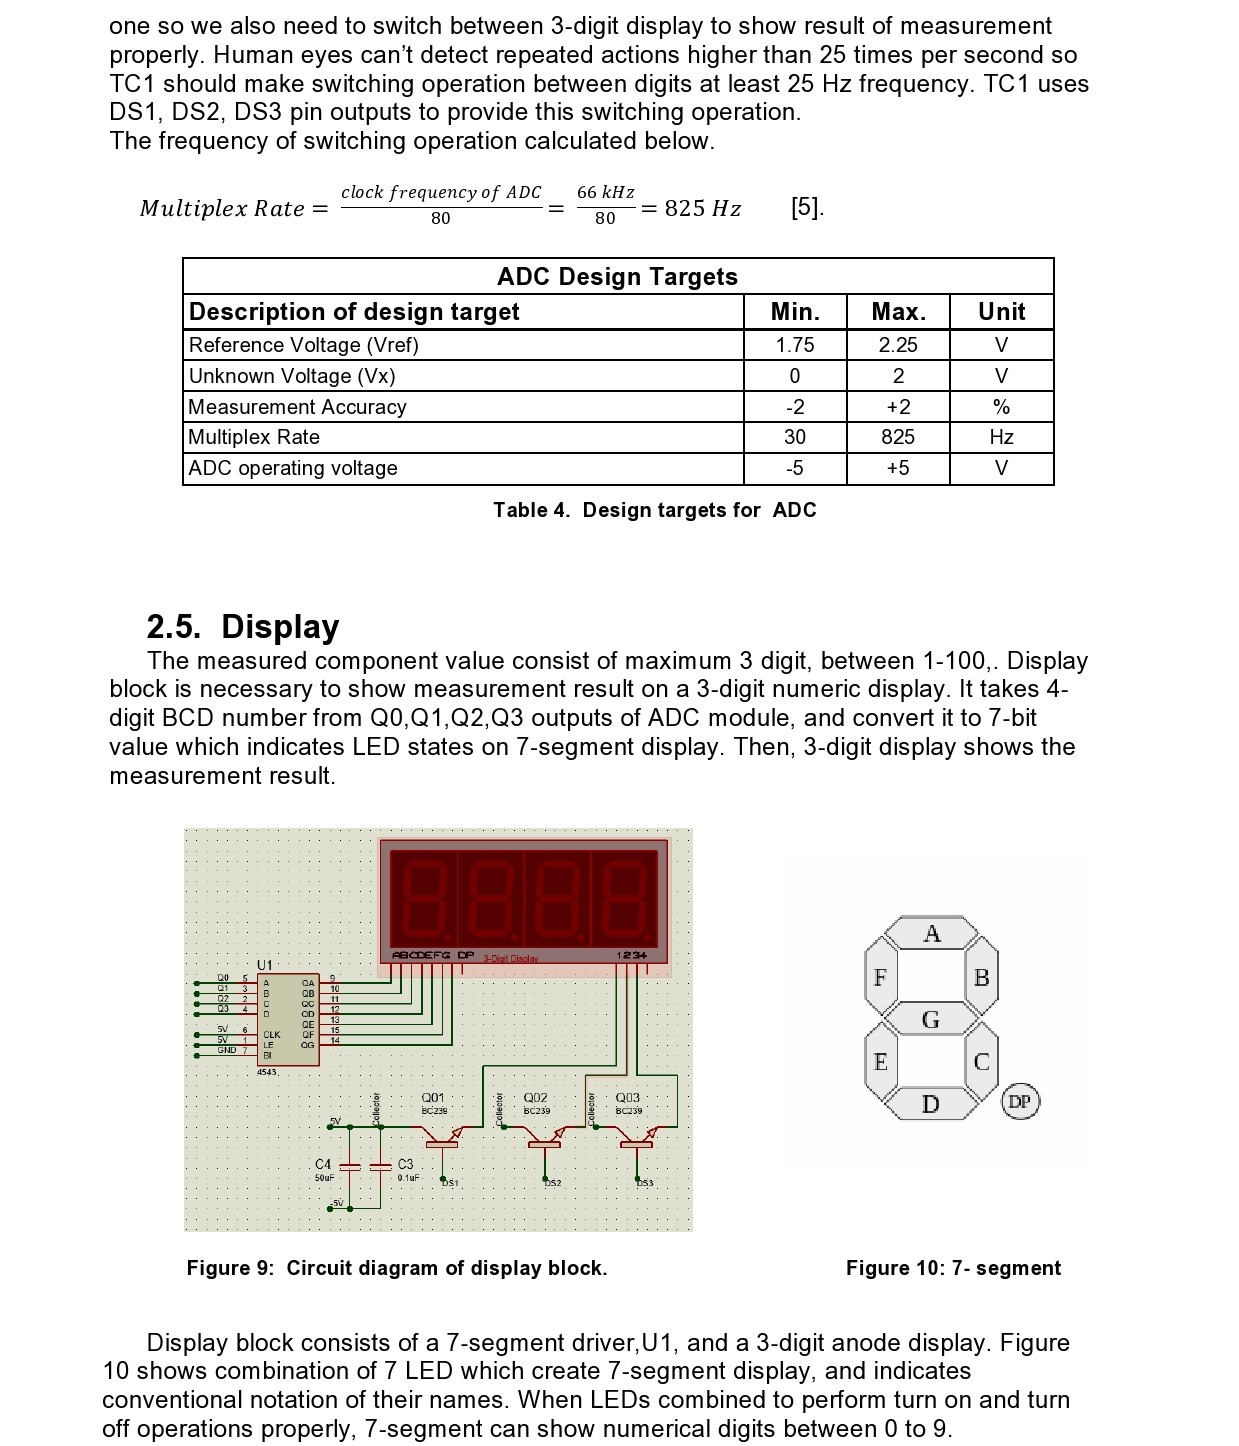 one so we also need to switch between 3-digit display to show result of measurement
properly. Human eyes can't detect repeated actions higher than 25 times per second so
TC1 should make switching operation between digits at least 25 Hz frequency. TC1 uses
DS1, DS2, DS3 pin outputs to provide this switching operation.
The frequency of switching operation calculated below.
Multiplex Rate = clock frequency of ADC / 80 = 66 kHz / 80 = 825 Hz [5].
ADC Design Targets
Description of design target Min. Max. Unit
Reference Voltage (Vref) 1.75 2.25 V
Unknown Voltage (Vx) 0 2 V
Measurement Accuracy -2 +2 %
Multiplex Rate 30 825 Hz
ADC operating voltage -5 +5 V
Table 4. Design targets for ADC
2.5. Display
The measured component value consist of maximum 3 digit, between 1-100,. Display
block is necessary to show measurement result on a 3-digit numeric display. It takes 4-
digit BCD number from Q0,Q1,Q2,Q3 outputs of ADC module, and convert it to 7-bit
value which indicates LED states on 7-segment display. Then, 3-digit display shows the
measurement result.
ABCDEFG DP 3-Digit Display 1234
U1
Q0 5 A QA 9
Q1 3 B QB 10
Q2 2 C QC 11
Q3 4 D QD 12
QE 13
5V 6 CLK QF 15
5V 1 LE QG 14
GND 7 BI
4543
Collector Q01 BC239
Collector Q02 BC239
Collector Q03 BC239
5V
C4 50uF
C3 0.1uF
DS1 DS2 DS3
-5V
A
F B
G
E C
D DP
Figure 9: Circuit diagram of display block. Figure 10: 7- segment
Display block consists of a 7-segment driver,U1, and a 3-digit anode display. Figure
10 shows combination of 7 LED which create 7-segment display, and indicates
conventional notation of their names. When LEDs combined to perform turn on and turn
off operations properly, 7-segment can show numerical digits between 0 to 9.